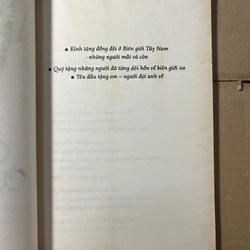 • Kính tặng đồng đội ở Biên giới Tây Nam
- những người mất và còn
• Quý tặng những người đã từng dõi hồn về biên giới xa
• Yêu dấu tặng em – người đợi anh về